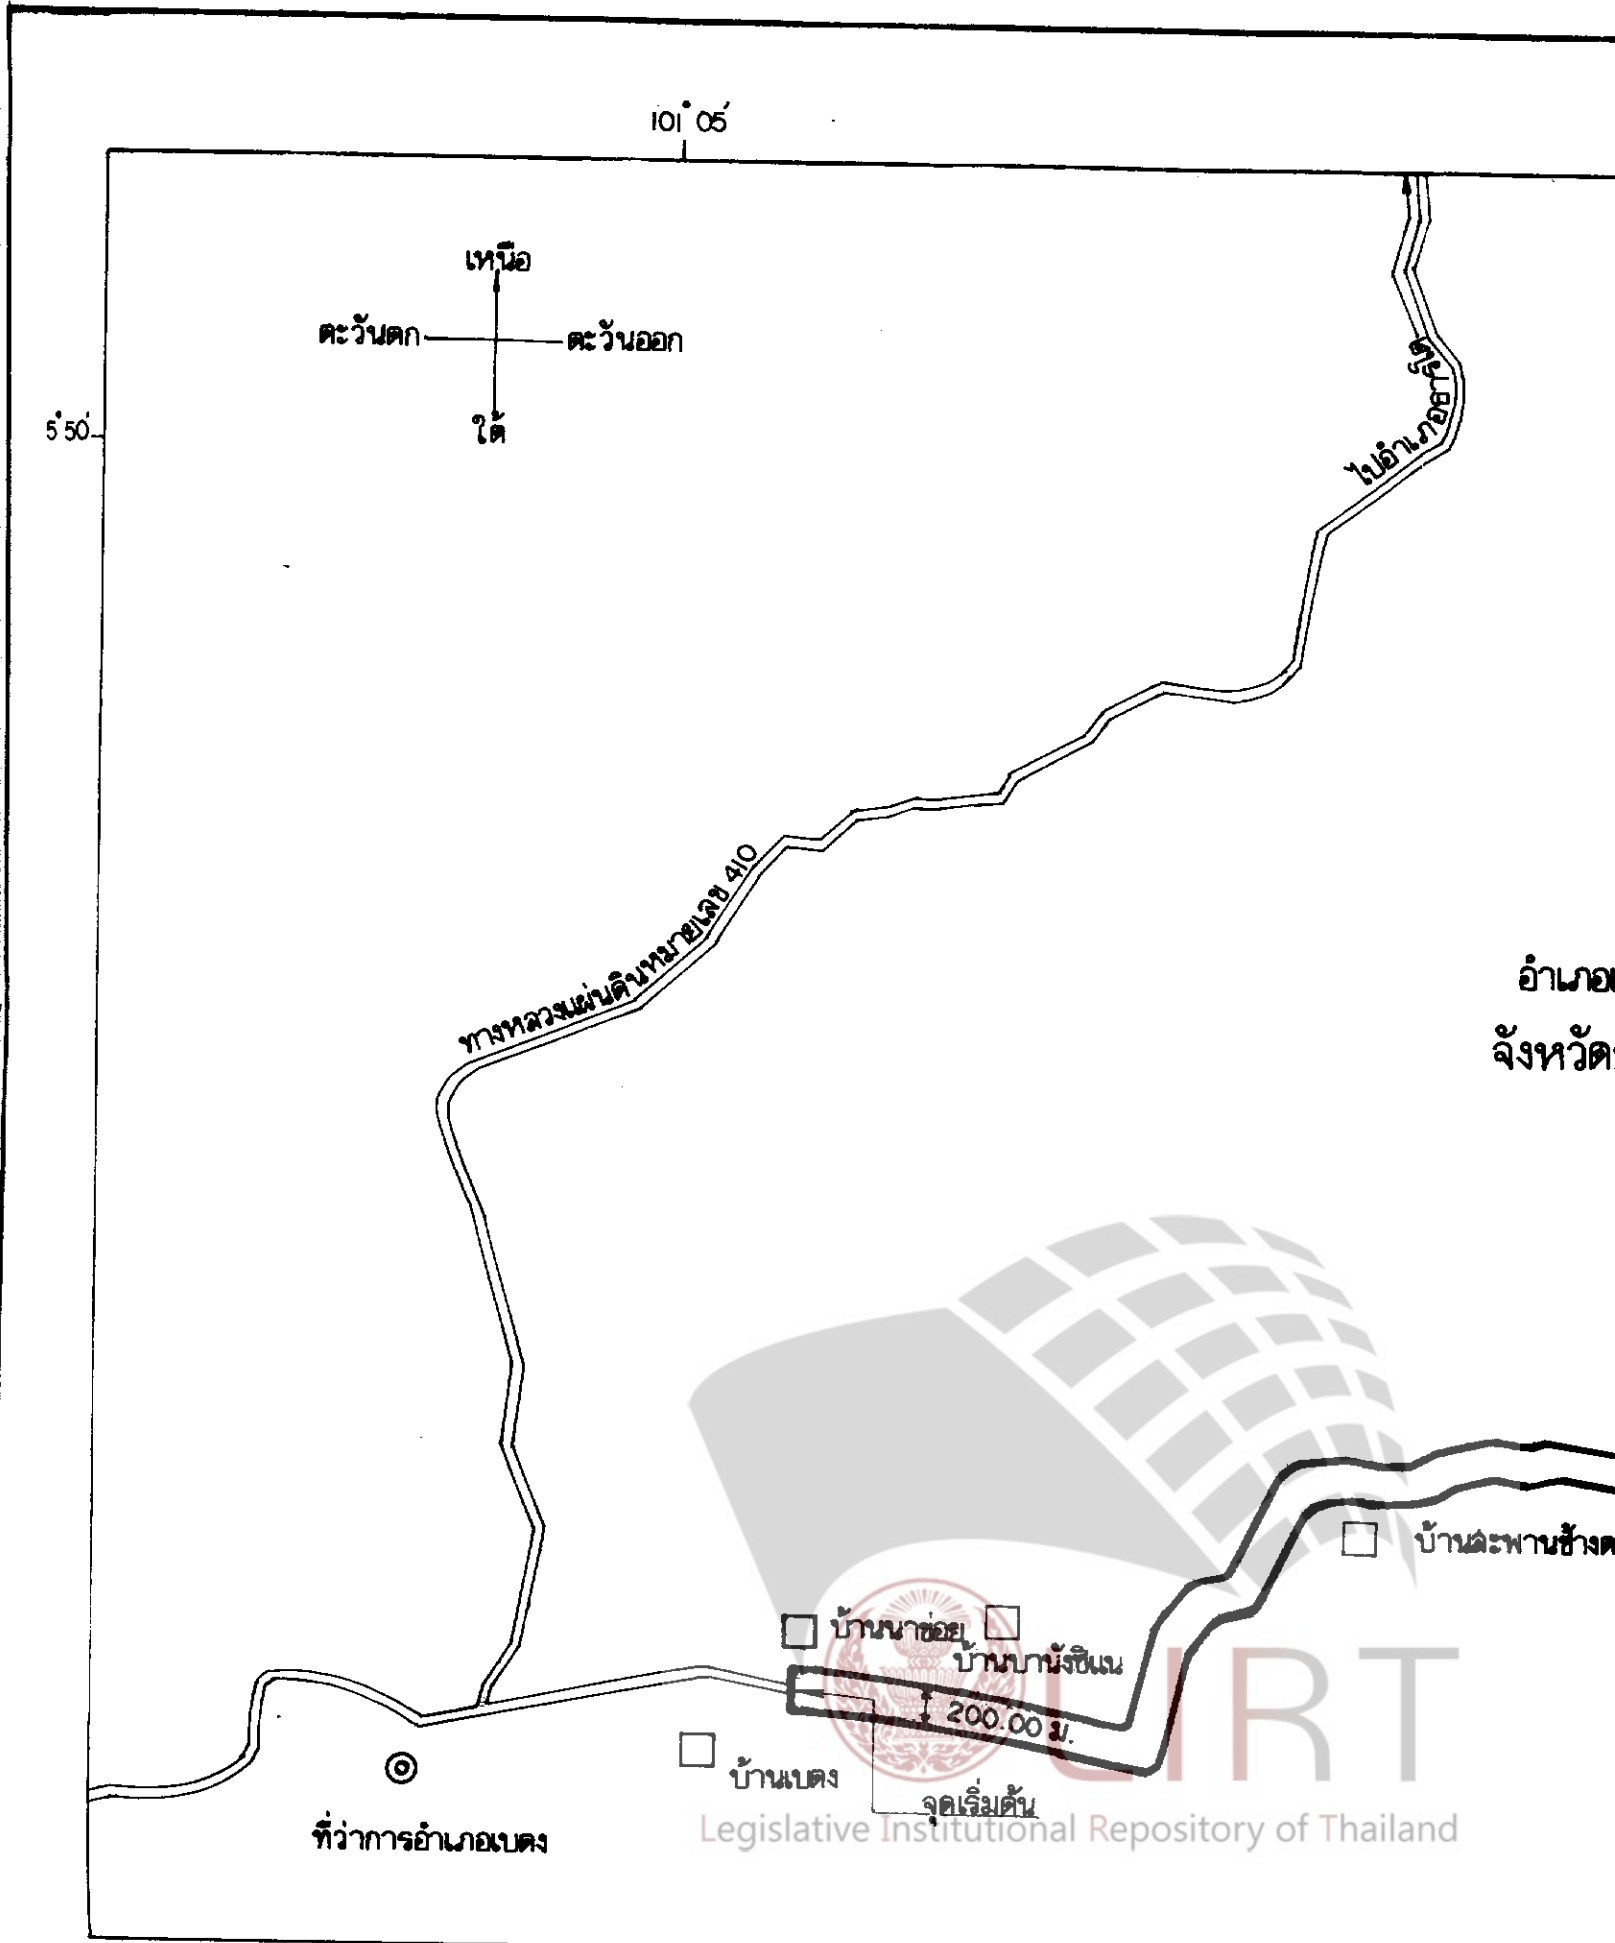 101° 05′
เหนือ
ตะวันตก ตะวันออก
ใต้
5° 50′
ไปอำเภอธารโต
ทางหลวงแผ่นดินหมายเลข 410
อำเภอ
จังหวัด
บ้านสะพานช้าง
บ้านนาข่อย
บ้านบานังซิแน
200.00 ม.
บ้านเบตง
จุดเริ่มต้น
ที่ว่าการอำเภอเบตง
LIRT
Legislative Institutional Repository of Thailand